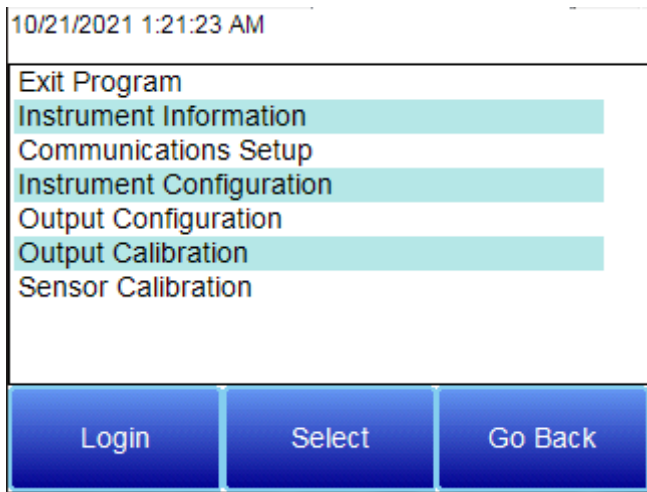 10/21/2021 1:21:23 AM
Exit Program
Instrument Information
Communications Setup
Instrument Configuration
Output Configuration
Output Calibration
Sensor Calibration
Login Select Go Back